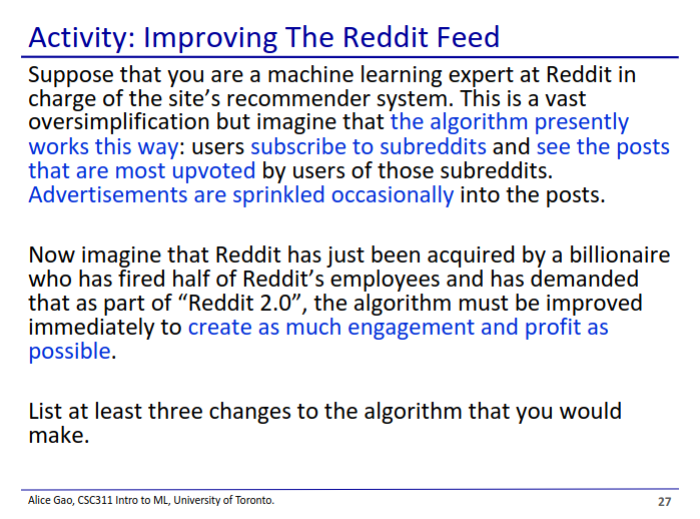 Activity: Improving The Reddit Feed
Suppose that you are a machine learning expert at Reddit in
charge of the site's recommender system. This is a vast
oversimplification but imagine that the algorithm presently
works this way: users subscribe to subreddits and see the posts
that are most upvoted by users of those subreddits.
Advertisements are sprinkled occasionally into the posts.
Now imagine that Reddit has just been acquired by a billionaire
who has fired half of Reddit's employees and has demanded
that as part of “Reddit 2.0”, the algorithm must be improved
immediately to create as much engagement and profit as
possible.
List at least three changes to the algorithm that you would
make.
Alice Gao, CSC311 Intro to ML, University of Toronto.
27